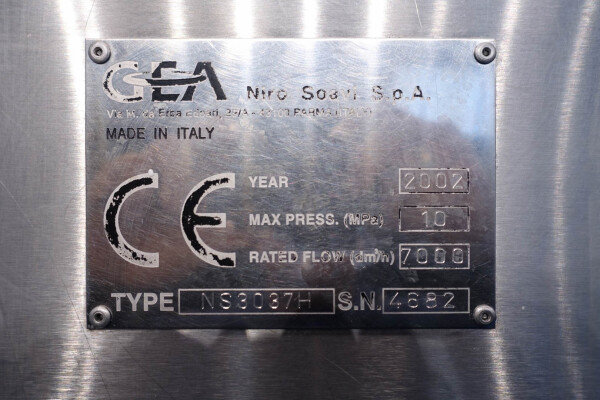 GEA Niro Soavi S.p.A.
MADE IN ITALY
CE
YEAR 2002
MAX PRESS. (MPa) 10
RATED FLOW (dm³/h) 7000
TYPE NS3037H S.N. 4682